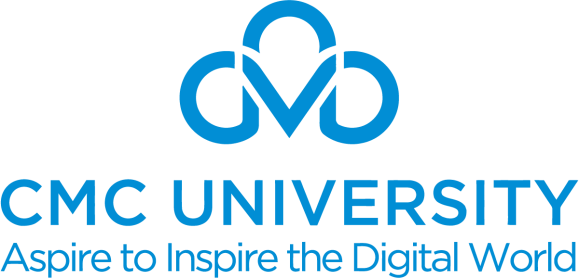 CMC UNIVERSITY
Aspire to Inspire the Digital World